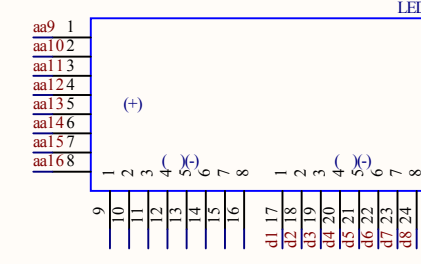 LED
aa9 1
aa10 2
aa11 3
aa12 4
aa13 5
aa14 6
aa15 7
aa16 8
(+)
( )(-) ( )(-)
1 2 3 4 5 6 7 8 1 2 3 4 5 6 7 8
9 10 11 12 13 14 15 16 17 18 19 20 21 22 23 24
d1 d2 d3 d4 d5 d6 d7 d8